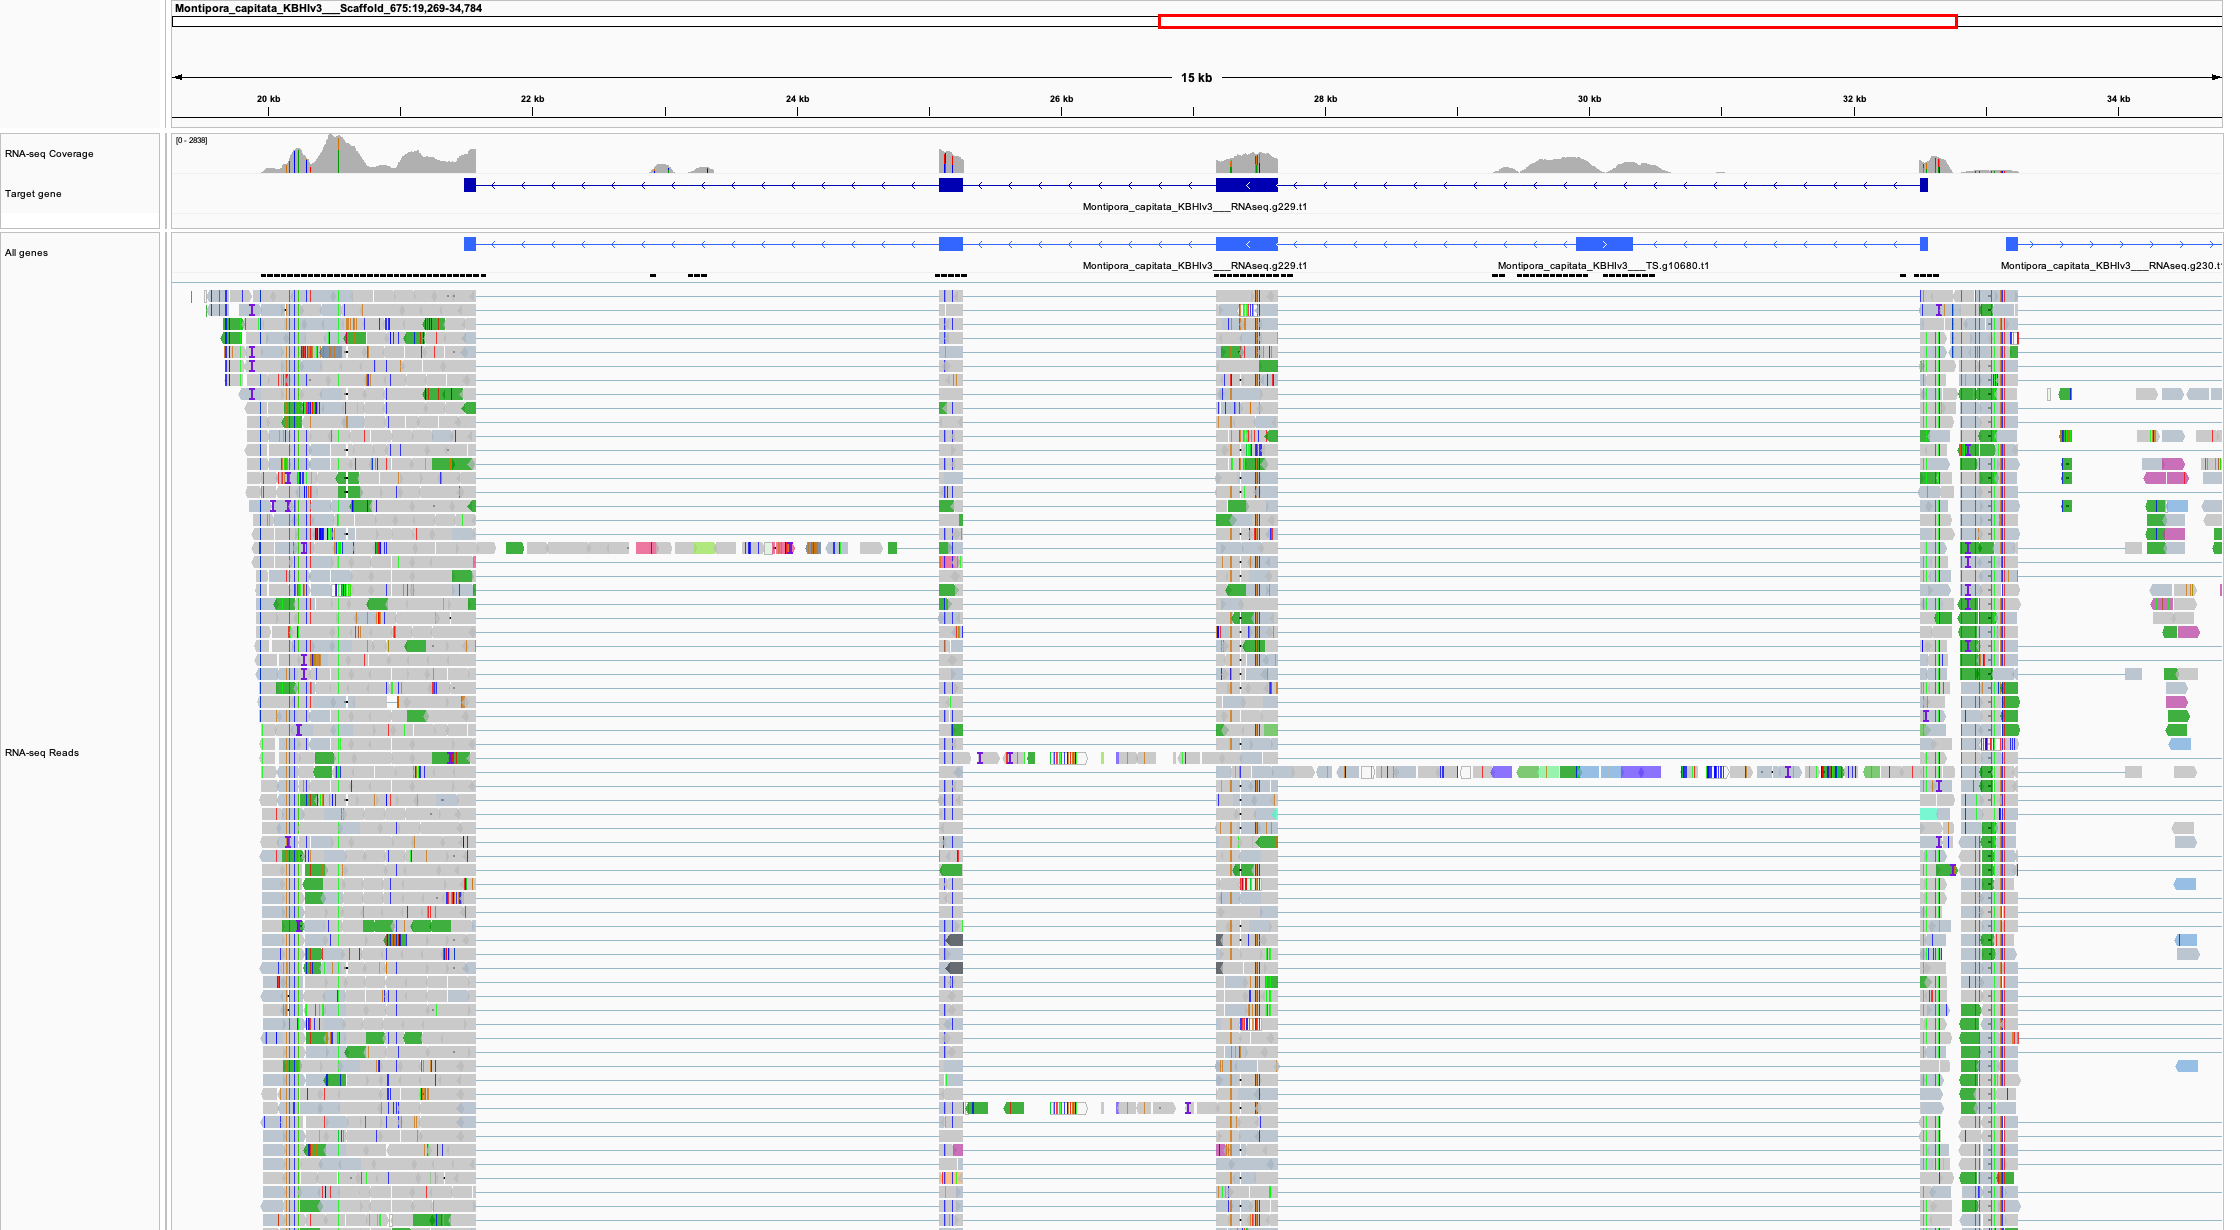 Montipora_capitata_KBHIv3___Scaffold_675:19,269-34,784
15 kb
20 kb 22 kb 24 kb 26 kb 28 kb 30 kb 32 kb 34 kb
[0 - 2838]
RNA-seq Coverage
Target gene
Montipora_capitata_KBHIv3___RNAseq.g229.t1
All genes
Montipora_capitata_KBHIv3___RNAseq.g229.t1 Montipora_capitata_KBHIv3___TS.g10680.t1 Montipora_capitata_KBHIv3___RNAseq.g230.t
RNA-seq Reads